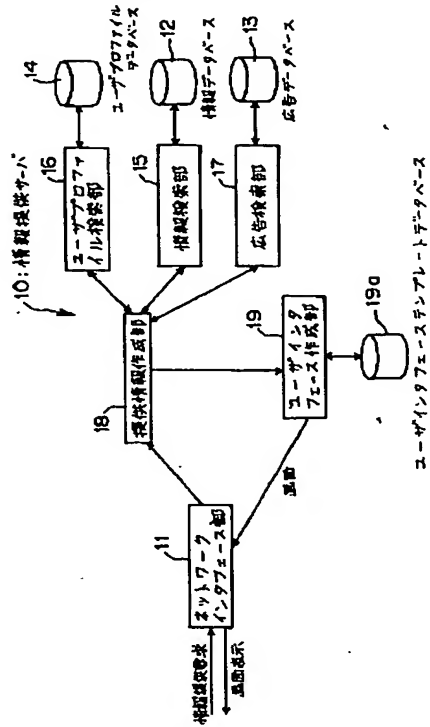 10:情報提供サーバ
14
ユーザプロファイル
データベース
12
情報データベース
13
広告データベース
16
ユーザプロファ
イル検索部
15
情報検索部
17
広告検索部
18
提供情報作成部
19
ユーザインタ
フェース作成部
19a
ユーザインタフェーステンプレートデータベース
画面
11
ネットワーク
インタフェース部
情報提供要求
画面表示